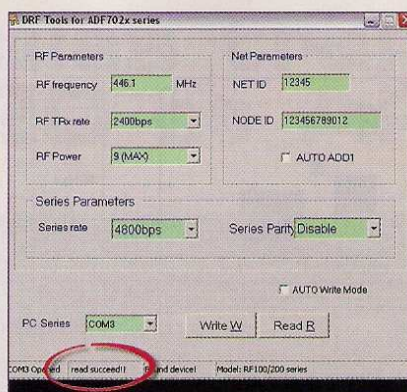 DRF Tools for ADF702x series
RF Parameters
RF frequency 446.1 MHz
RF TRx rate 2400bps
RF Power 9 (MAX)
Net Parameters
NET ID 12345
NODE ID 123456789012
AUTO ADD1
Series Parameters
Series rate 4800bps Series Parity Disable
AUTO Write Mode
PC Series COM3 Write W Read R
COM3 Opened read succeed!! device! Model: RF100/200 series